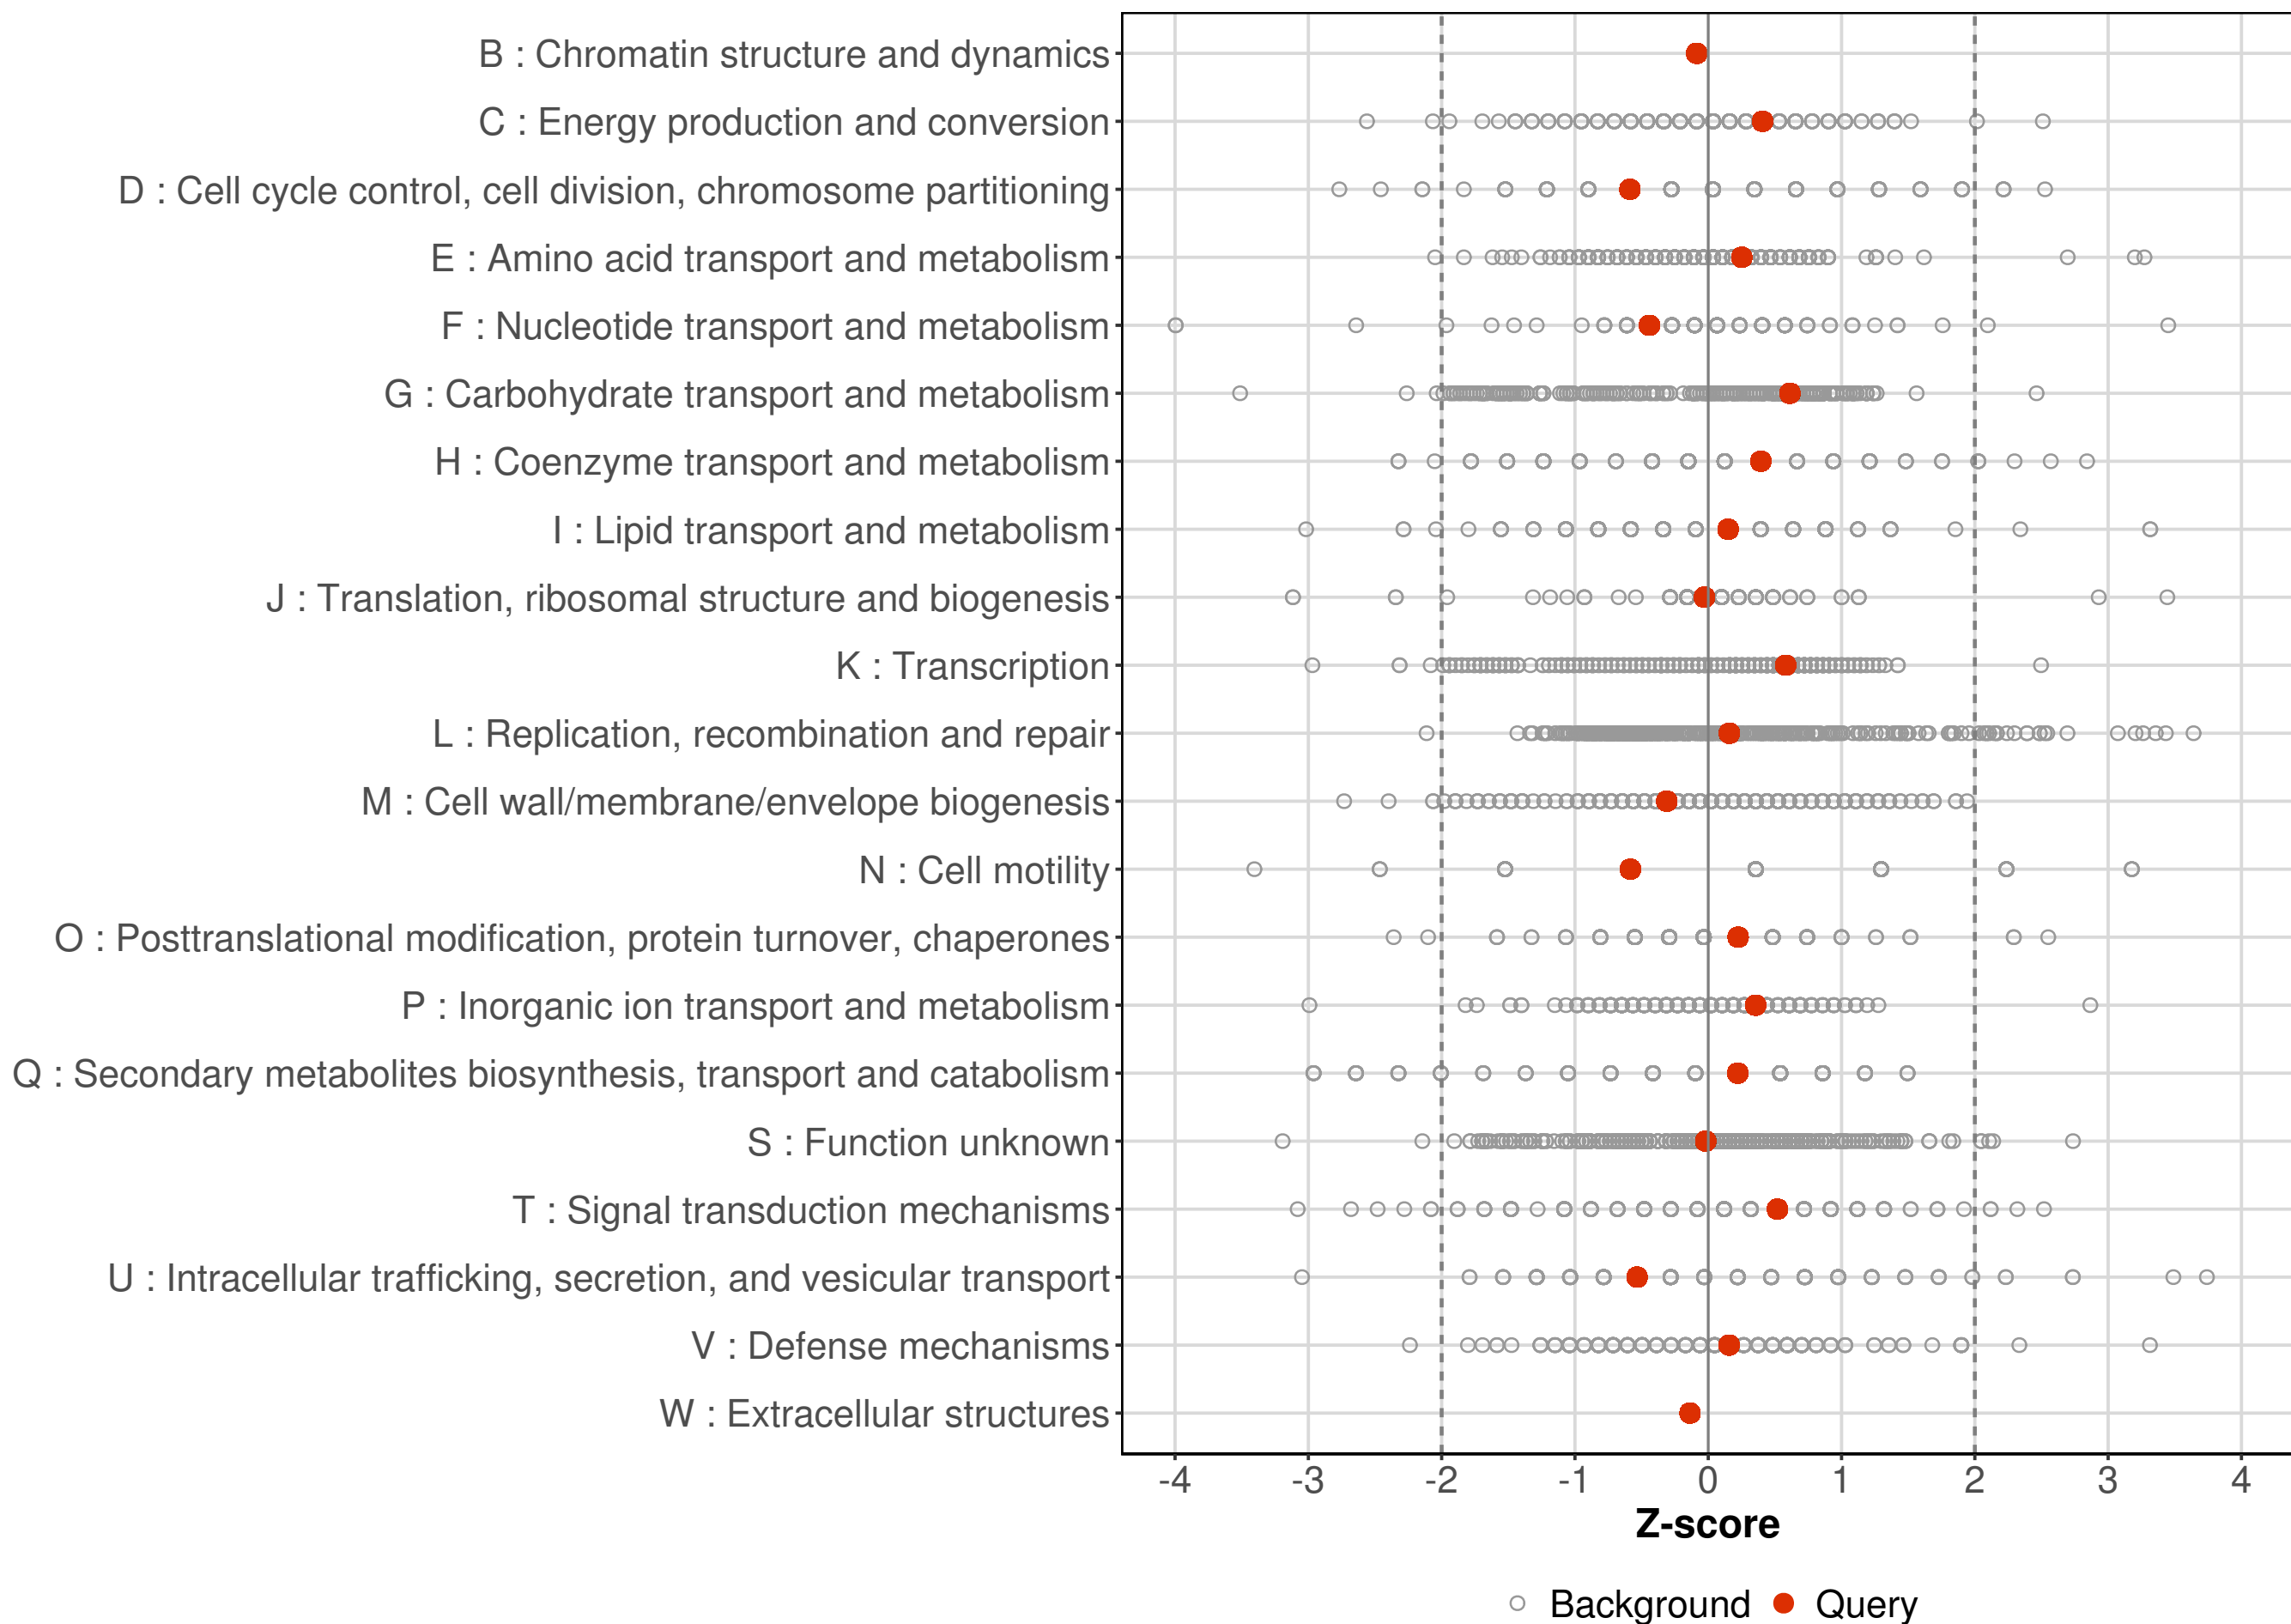 B : Chromatin structure and dynamics
C : Energy production and conversion
D : Cell cycle control, cell division, chromosome partitioning
E : Amino acid transport and metabolism
F : Nucleotide transport and metabolism
G : Carbohydrate transport and metabolism
H : Coenzyme transport and metabolism
I : Lipid transport and metabolism
J : Translation, ribosomal structure and biogenesis
K : Transcription
L : Replication, recombination and repair
M : Cell wall/membrane/envelope biogenesis
N : Cell motility
O : Posttranslational modification, protein turnover, chaperones
P : Inorganic ion transport and metabolism
Q : Secondary metabolites biosynthesis, transport and catabolism
S : Function unknown
T : Signal transduction mechanisms
U : Intracellular trafficking, secretion, and vesicular transport
V : Defense mechanisms
W : Extracellular structures
-4 -3 -2 -1 0 1 2 3 4
Z-score
Background Query